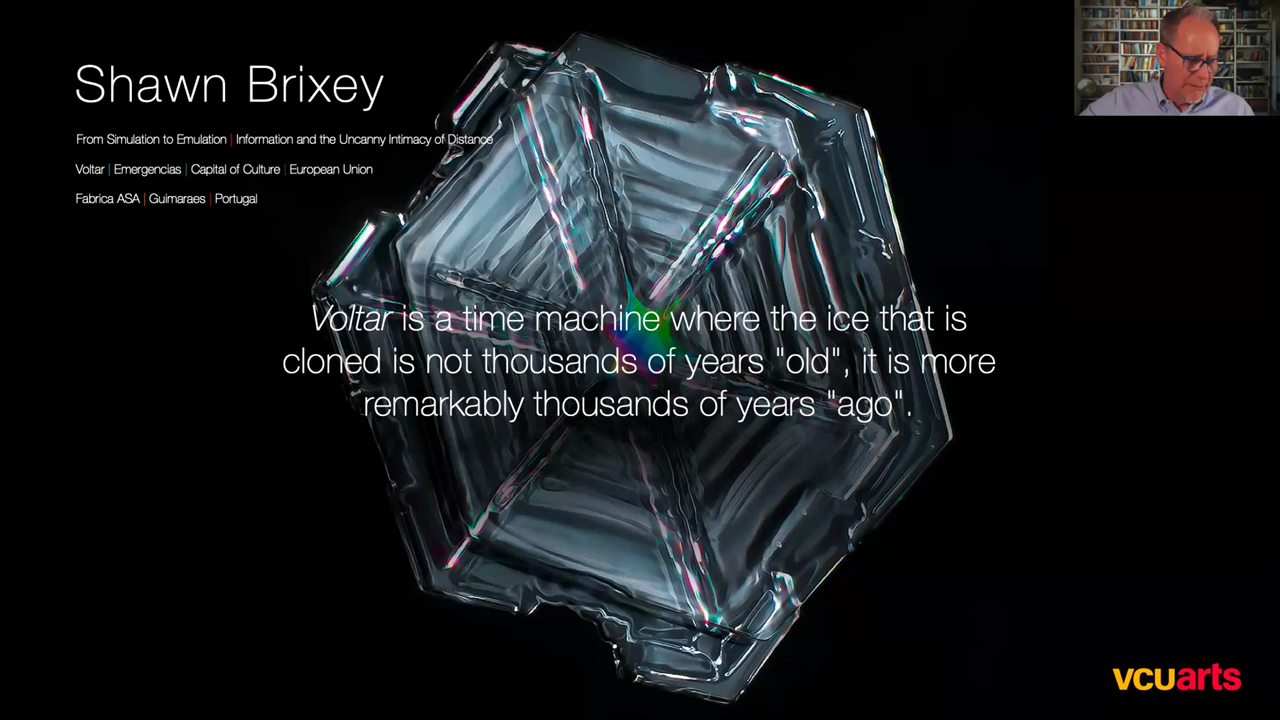 Shawn Brixey
From Simulation to Emulation | Information and the Uncanny Intimacy of Distance
Voltar | Emergencias | Capital of Culture | European Union
Fabrica ASA | Guimaraes | Portugal
Voltar is a time machine where the ice that is
cloned is not thousands of years "old", it is more
remarkably thousands of years "ago".
vcuarts